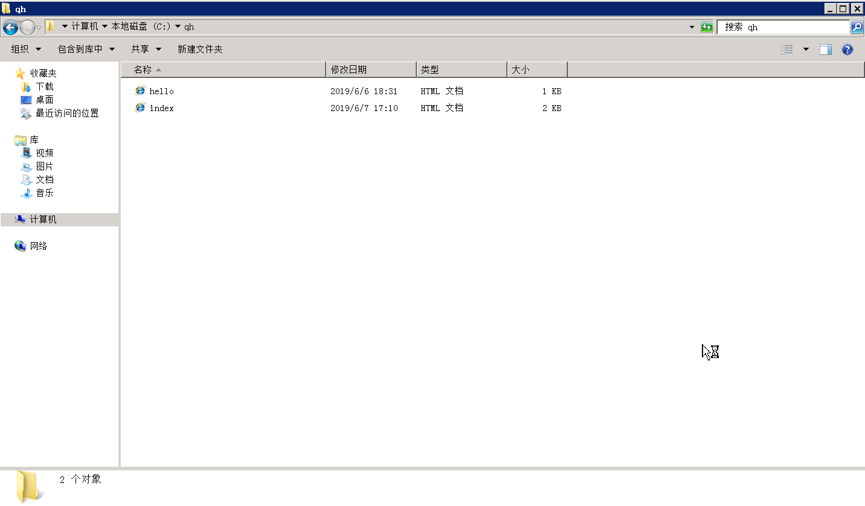 qh
计算机 本地磁盘 (C:) qh 搜索 qh
组织 包含到库中 共享 新建文件夹
收藏夹
下载
桌面
最近访问的位置
库
视频
图片
文档
音乐
计算机
网络
名称 修改日期 类型 大小
hello 2019/6/6 18:31 HTML 文档 1 KB
index 2019/6/7 17:10 HTML 文档 2 KB
2 个对象